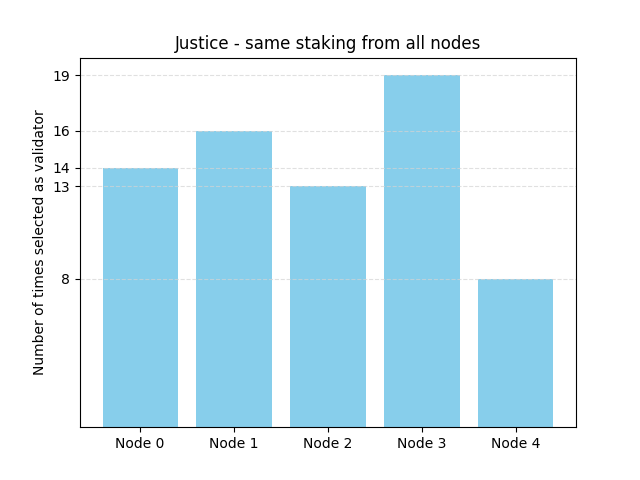 Justice - same staking from all nodes
Number of times selected as validator
19
16
14
13
8
Node 0 Node 1 Node 2 Node 3 Node 4